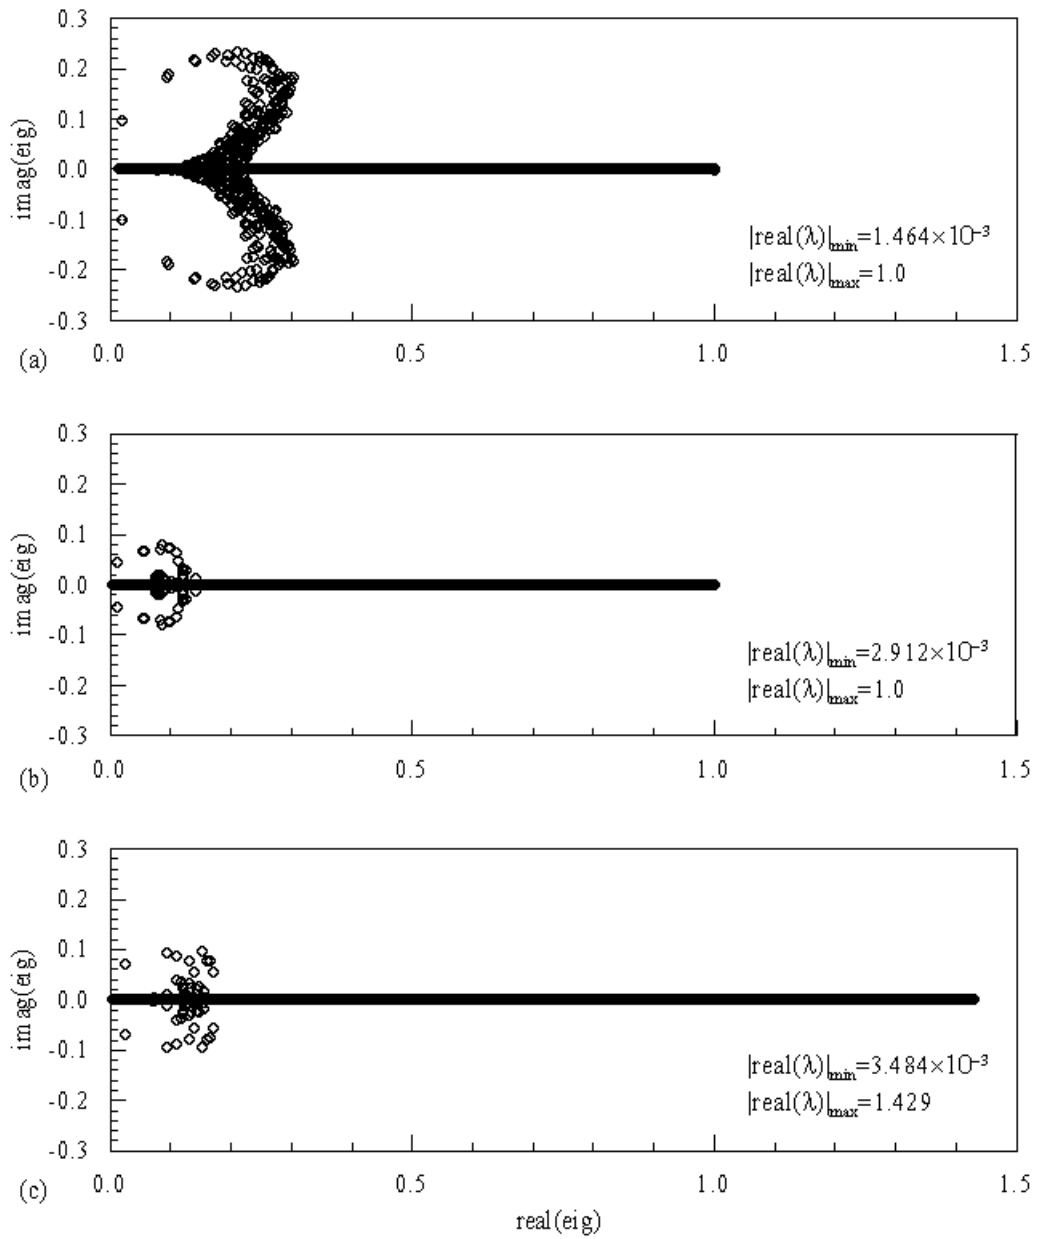 0.3
0.2
0.1
0.0
-0.1
-0.2
-0.3
imag(eig)
|real(λ)|min=1.464×10⁻³
|real(λ)|max=1.0
(a)
0.0 0.5 1.0 1.5
0.3
0.2
0.1
0.0
-0.1
-0.2
-0.3
imag(eig)
|real(λ)|min=2.912×10⁻³
|real(λ)|max=1.0
(b)
0.0 0.5 1.0 1.5
0.3
0.2
0.1
0.0
-0.1
-0.2
-0.3
imag(eig)
|real(λ)|min=3.484×10⁻³
|real(λ)|max=1.429
(c)
0.0 0.5 1.0 1.5
real(eig)